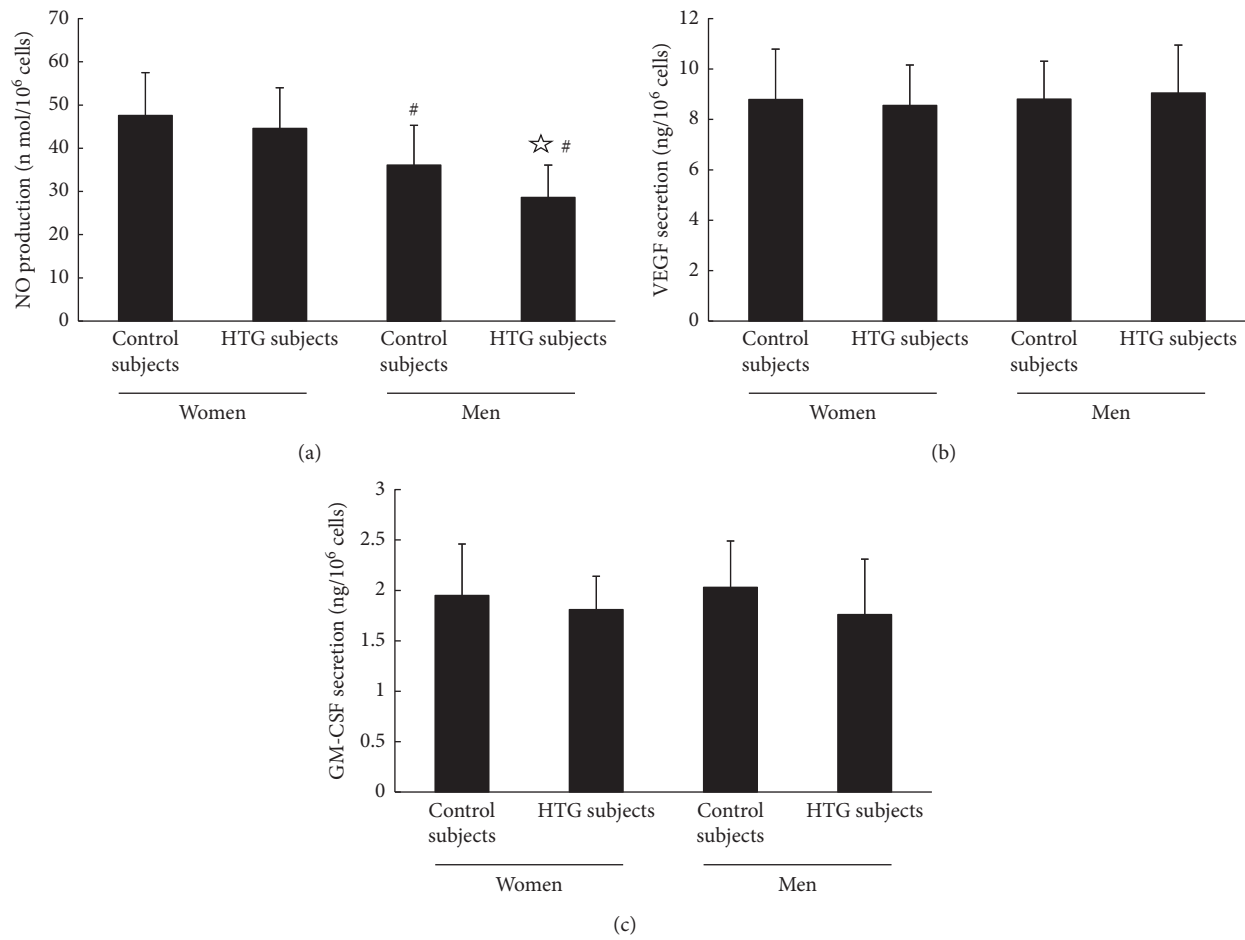 NO production (n mol/10⁶ cells)
70
60
50
40
30
20
10
0
#
☆ #
Control
subjects
HTG subjects
Control
subjects
HTG subjects
Women
Men
(a)
VEGF secretion (ng/10⁶ cells)
12
10
8
6
4
2
0
Control
subjects
HTG subjects
Control
subjects
HTG subjects
Women
Men
(b)
GM-CSF secretion (ng/10⁶ cells)
3
2.5
2
1.5
1
0.5
0
Control
subjects
HTG subjects
Control
subjects
HTG subjects
Women
Men
(c)